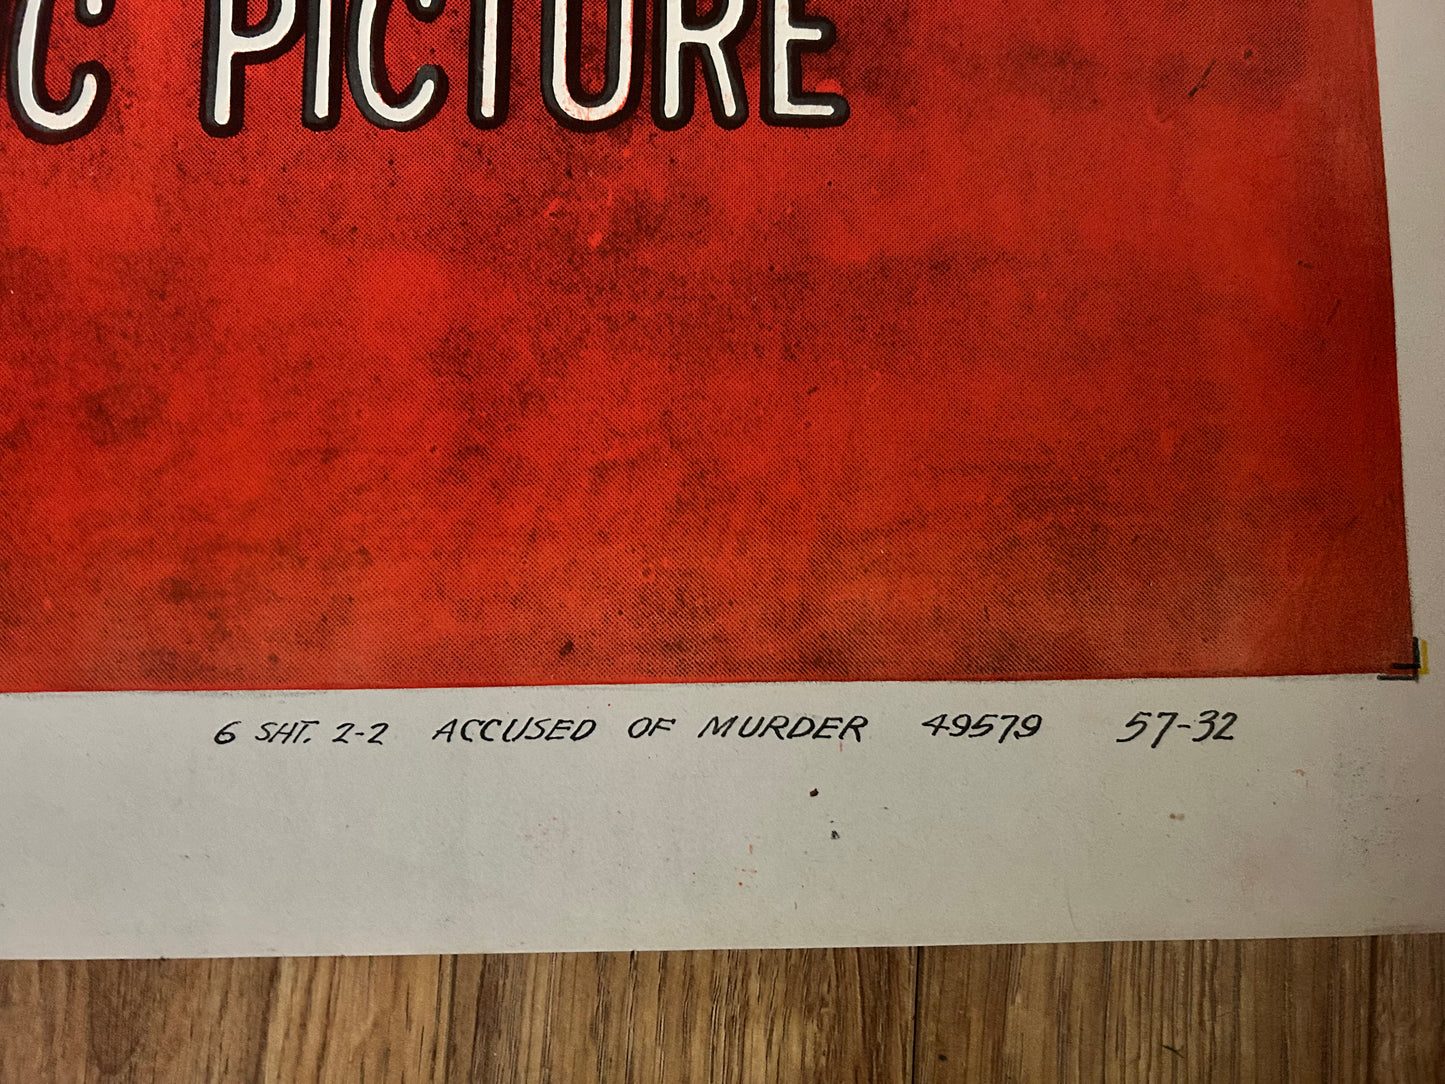 C PICTURE
6 SHT. 2-2 ACCUSED OF MURDER 49579 57-32